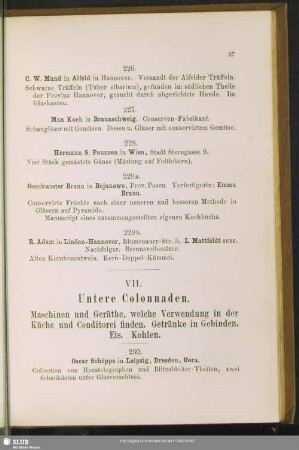 37
226.
C. W. Mund in Alfeld in Hannover. Versandt der Alfelder Trüffeln.
Schwarze Trüffeln (Tuber cibarium), gefunden im südlichen Theile
der Provinz Hannover, gesucht durch abgerichtete Hunde. Im
Glaskasten.
227.
Max Koch in Braunschweig. Conserven-Fabrikant.
Schaugläser mit Gemüsen. Dosen u. Gläser mit conservirtem Gemüse.
228.
Hermann S. Paunzen in Wien, Stadt Sterngasse 9.
Vier Stück gemästete Gänse (Mästung auf Fettlebern).
229a.
Geschwister Braun in Bojanowo, Prov. Posen. Verfertigerin: Emma
Braun.
Conservirte Früchte nach einer neueren und besseren Methode in
Gläsern auf Pyramide.
Manuscript eines zusammengestellten eigenen Kochbuchs.
229b.
R. Adam in Linden-Hannover, Blumenauer-Str. 5. L. Mattfeldt senr.
Nachfolger. Brennereibesitzer.
Alten Kornbranntwein. Korn-Doppel-Kümmel.
VII.
Untere Colonnaden.
Maschinen und Geräthe, welche Verwendung in der
Küche und Conditorei finden. Getränke in Gebinden.
Eis. Kohlen.
250.
Oscar Schöppe in Leipzig, Dresden, Gera.
Collection von Haustelegraphen und Blitzableiter-Theilen, zwei
Schaukästen unter Glasverschluss.
SLUB